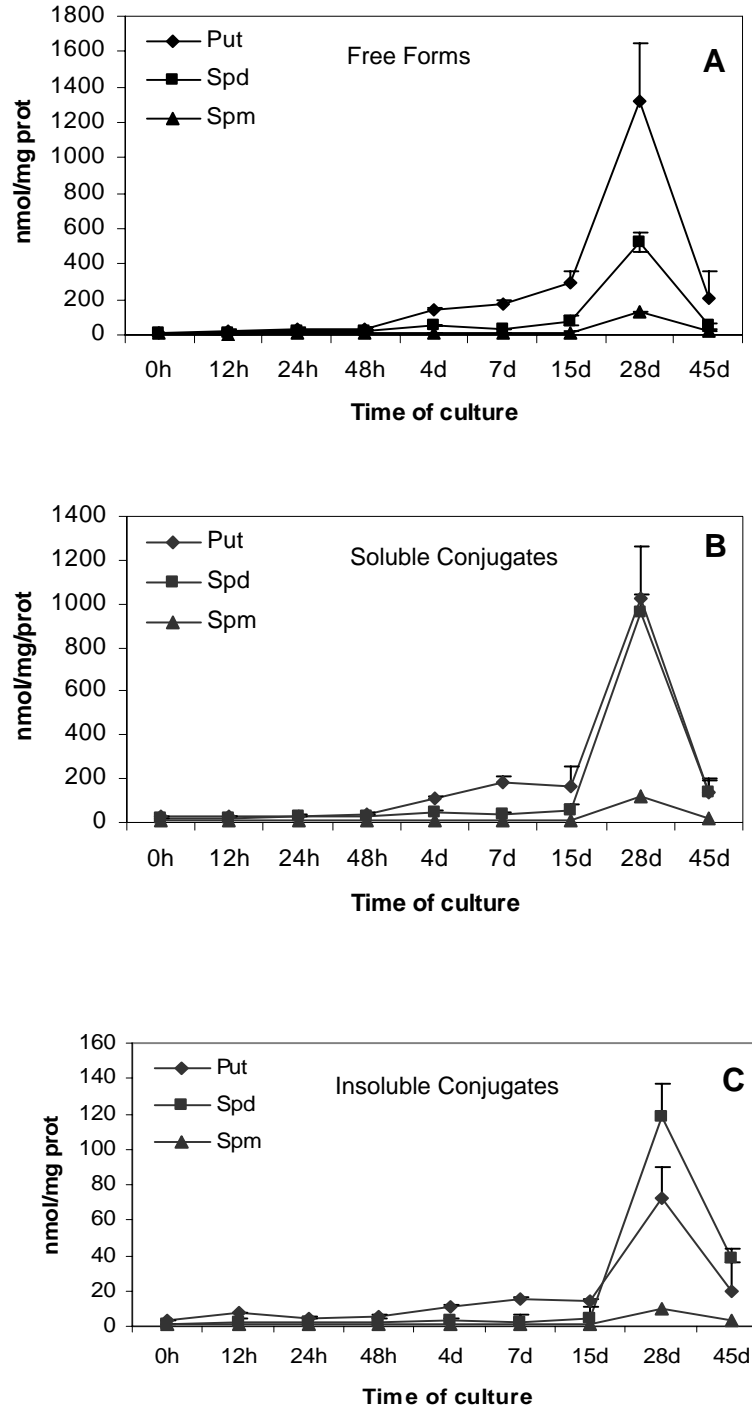 1800
1600
1400
1200
1000
800
600
400
200
0
nmol/mg prot
Put
Spd
Spm
Free Forms
A
0h 12h 24h 48h 4d 7d 15d 28d 45d
Time of culture
1400
1200
1000
800
600
400
200
0
nmol/mg/prot
Put
Spd
Spm
Soluble Conjugates
B
0h 12h 24h 48h 4d 7d 15d 28d 45d
Time of culture
160
140
120
100
80
60
40
20
0
nmol/mg prot
Put
Spd
Spm
Insoluble Conjugates
C
0h 12h 24h 48h 4d 7d 15d 28d 45d
Time of culture